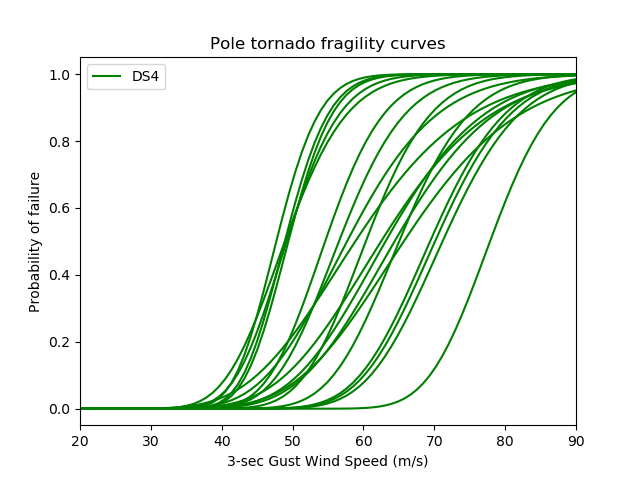 Pole tornado fragility curves
DS4
1.0
0.8
0.6
0.4
0.2
0.0
Probability of failure
20 30 40 50 60 70 80 90
3-sec Gust Wind Speed (m/s)